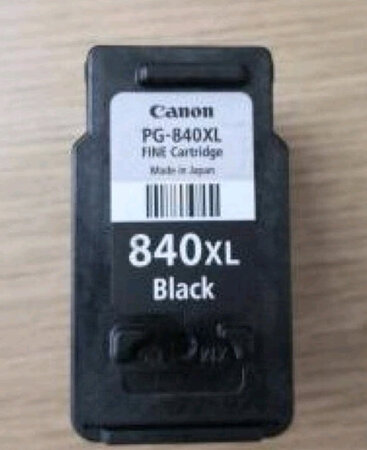 Canon
PG-840XL
FINE Cartridge
Made in Japan
840XL
Black